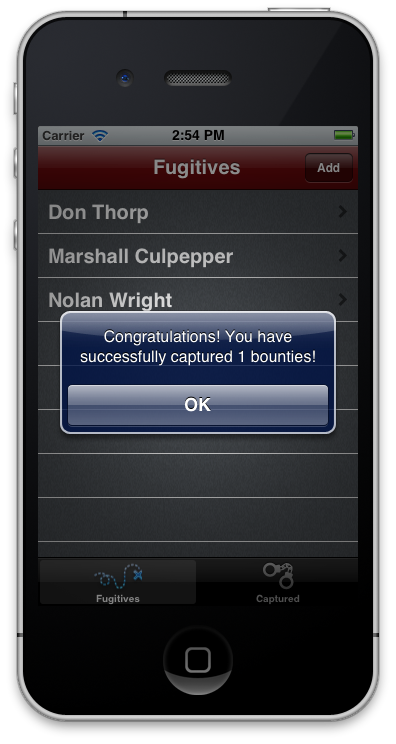 Carrier 2:54 PM
Fugitives Add
Don Thorp
Marshall Culpepper
Nolan Wright
Congratulations! You have
successfully captured 1 bounties!
OK
Fugitives Captured